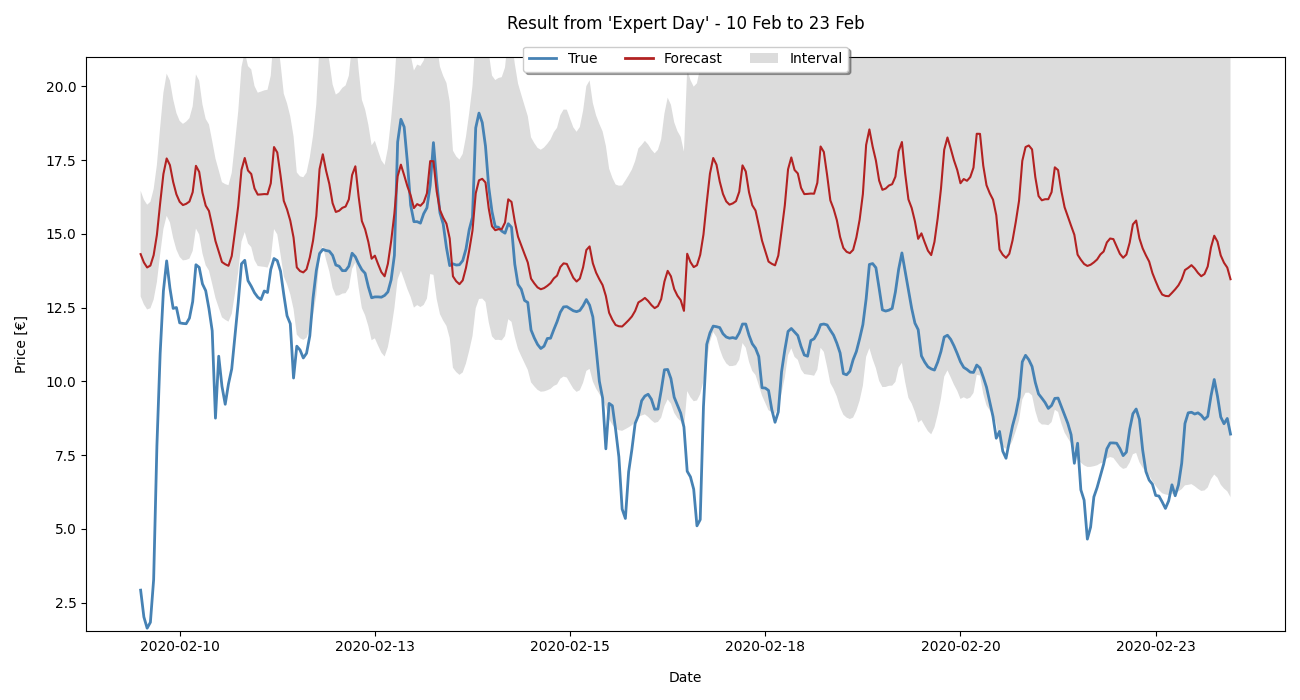 Result from 'Expert Day' - 10 Feb to 23 Feb
True Forecast Interval
20.0
17.5
15.0
12.5
10.0
7.5
5.0
2.5
Price [€]
2020-02-10 2020-02-13 2020-02-15 2020-02-18 2020-02-20 2020-02-23
Date